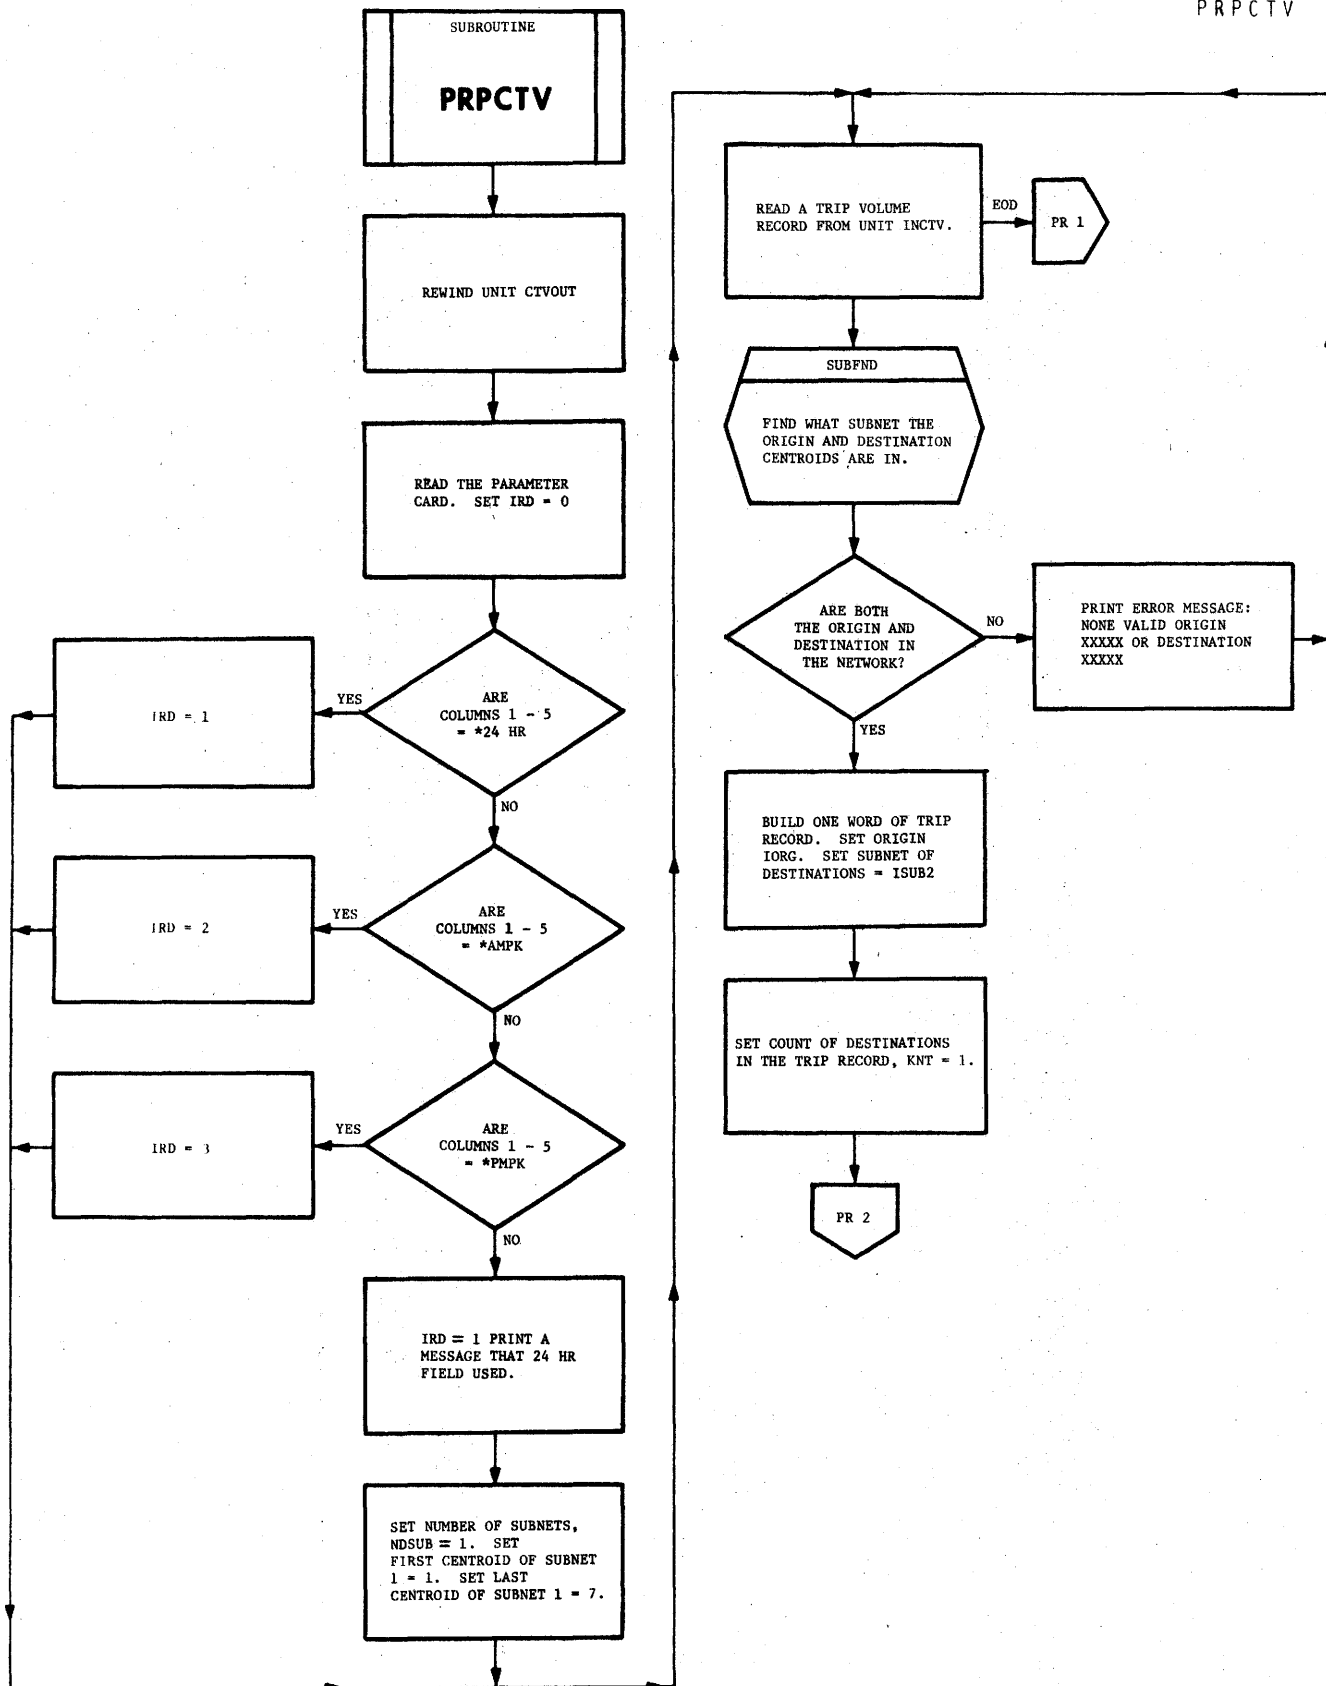 PRPCTV
SUBROUTINE
PRPCTV
REWIND UNIT CTVOUT
READ THE PARAMETER
CARD. SET IRD = 0
ARE
COLUMNS 1 - 5
= *24 HR
YES
IRD = 1
NO
ARE
COLUMNS 1 - 5
= *AMPK
YES
IRD = 2
NO
ARE
COLUMNS 1 - 5
= *PMPK
YES
IRD = 3
NO
IRD = 1 PRINT A
MESSAGE THAT 24 HR
FIELD USED.
SET NUMBER OF SUBNETS,
NDSUB = 1. SET
FIRST CENTROID OF SUBNET
1 = 1. SET LAST
CENTROID OF SUBNET 1 = 7.
READ A TRIP VOLUME
RECORD FROM UNIT INCTV.
EOD
PR 1
SUBFND
FIND WHAT SUBNET THE
ORIGIN AND DESTINATION
CENTROIDS ARE IN.
ARE BOTH
THE ORIGIN AND
DESTINATION IN
THE NETWORK?
NO
PRINT ERROR MESSAGE:
NONE VALID ORIGIN
XXXXX OR DESTINATION
XXXXX
YES
BUILD ONE WORD OF TRIP
RECORD. SET ORIGIN
IORG. SET SUBNET OF
DESTINATIONS = ISUB2
SET COUNT OF DESTINATIONS
IN THE TRIP RECORD, KNT = 1.
PR 2